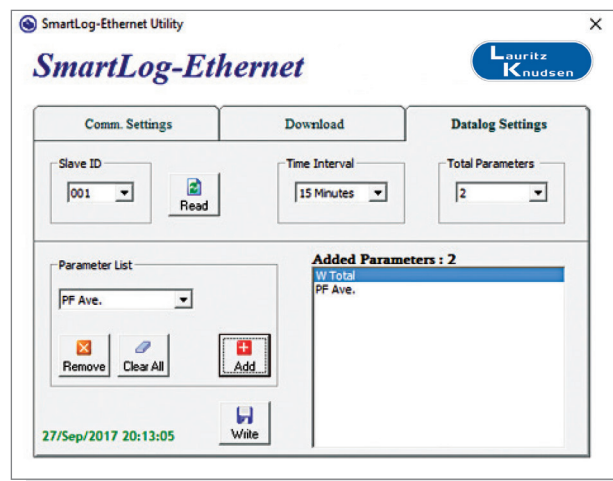 SmartLog-Ethernet Utility
SmartLog-Ethernet
Lauritz
Knudsen
Comm. Settings
Download
Datalog Settings
Slave ID
001
Read
Time Interval
15 Minutes
Total Parameters
2
Parameter List
PF Ave.
Remove
Clear All
Add
Added Parameters : 2
W Total
PF Ave.
27/Sep/2017 20:13:05
Write